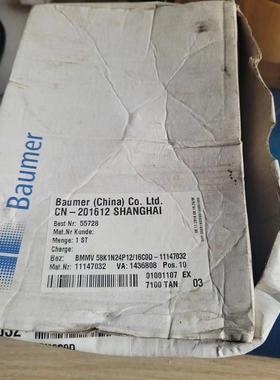 Baumer
Baumer (China) Co. Ltd.
CN - 201612 SHANGHAI
Best Nr: 55728
Mat.Nr Kunde:
Menge: 1 ST
Charge:
Bez: BMMV 58K1N24P12/16C0D - 11147032
Mat.Nr: 11147032 VA: 1436808 Pos. 10
01001107 EX
7100 TAN 03